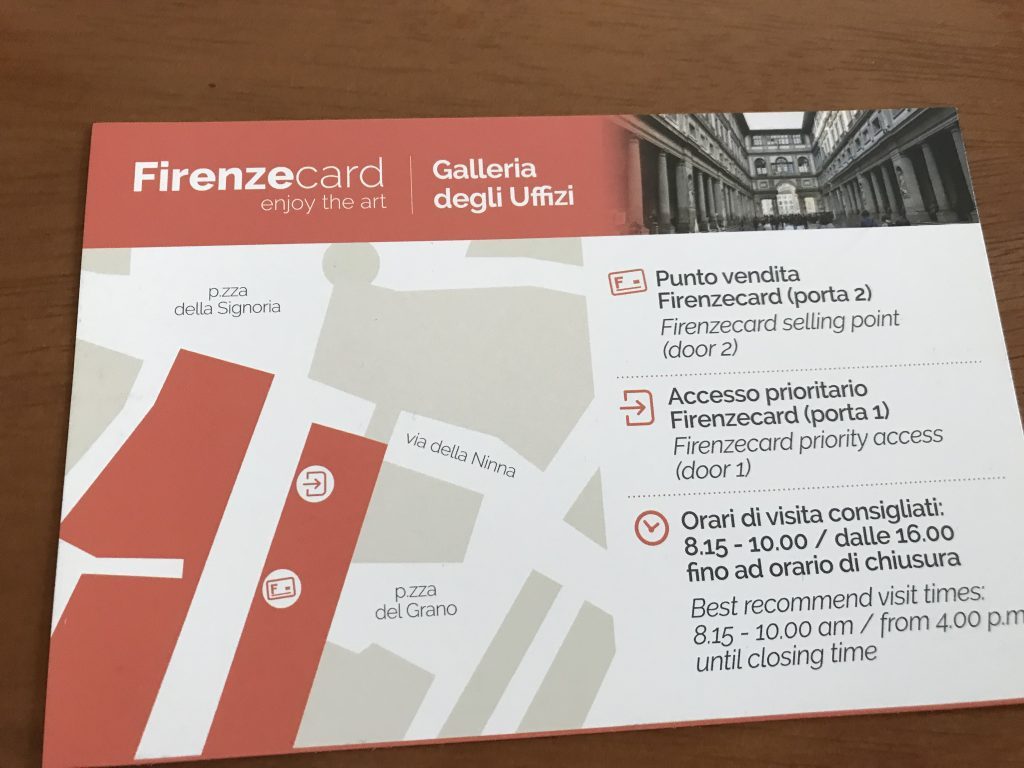 Firenzecard
enjoy the art
Galleria
degli Uffizi
p.zza
della Signoria
via della Ninna
p.zza
del Grano
F
Punto vendita
Firenzecard (porta 2)
Firenzecard selling point
(door 2)
Accesso prioritario
Firenzecard (porta 1)
Firenzecard priority access
(door 1)
Orari di visita consigliati:
8.15 - 10.00 / dalle 16.00
fino ad orario di chiusura
Best recommend visit times:
8.15 - 10.00 am / from 4.00 p.m
until closing time
F